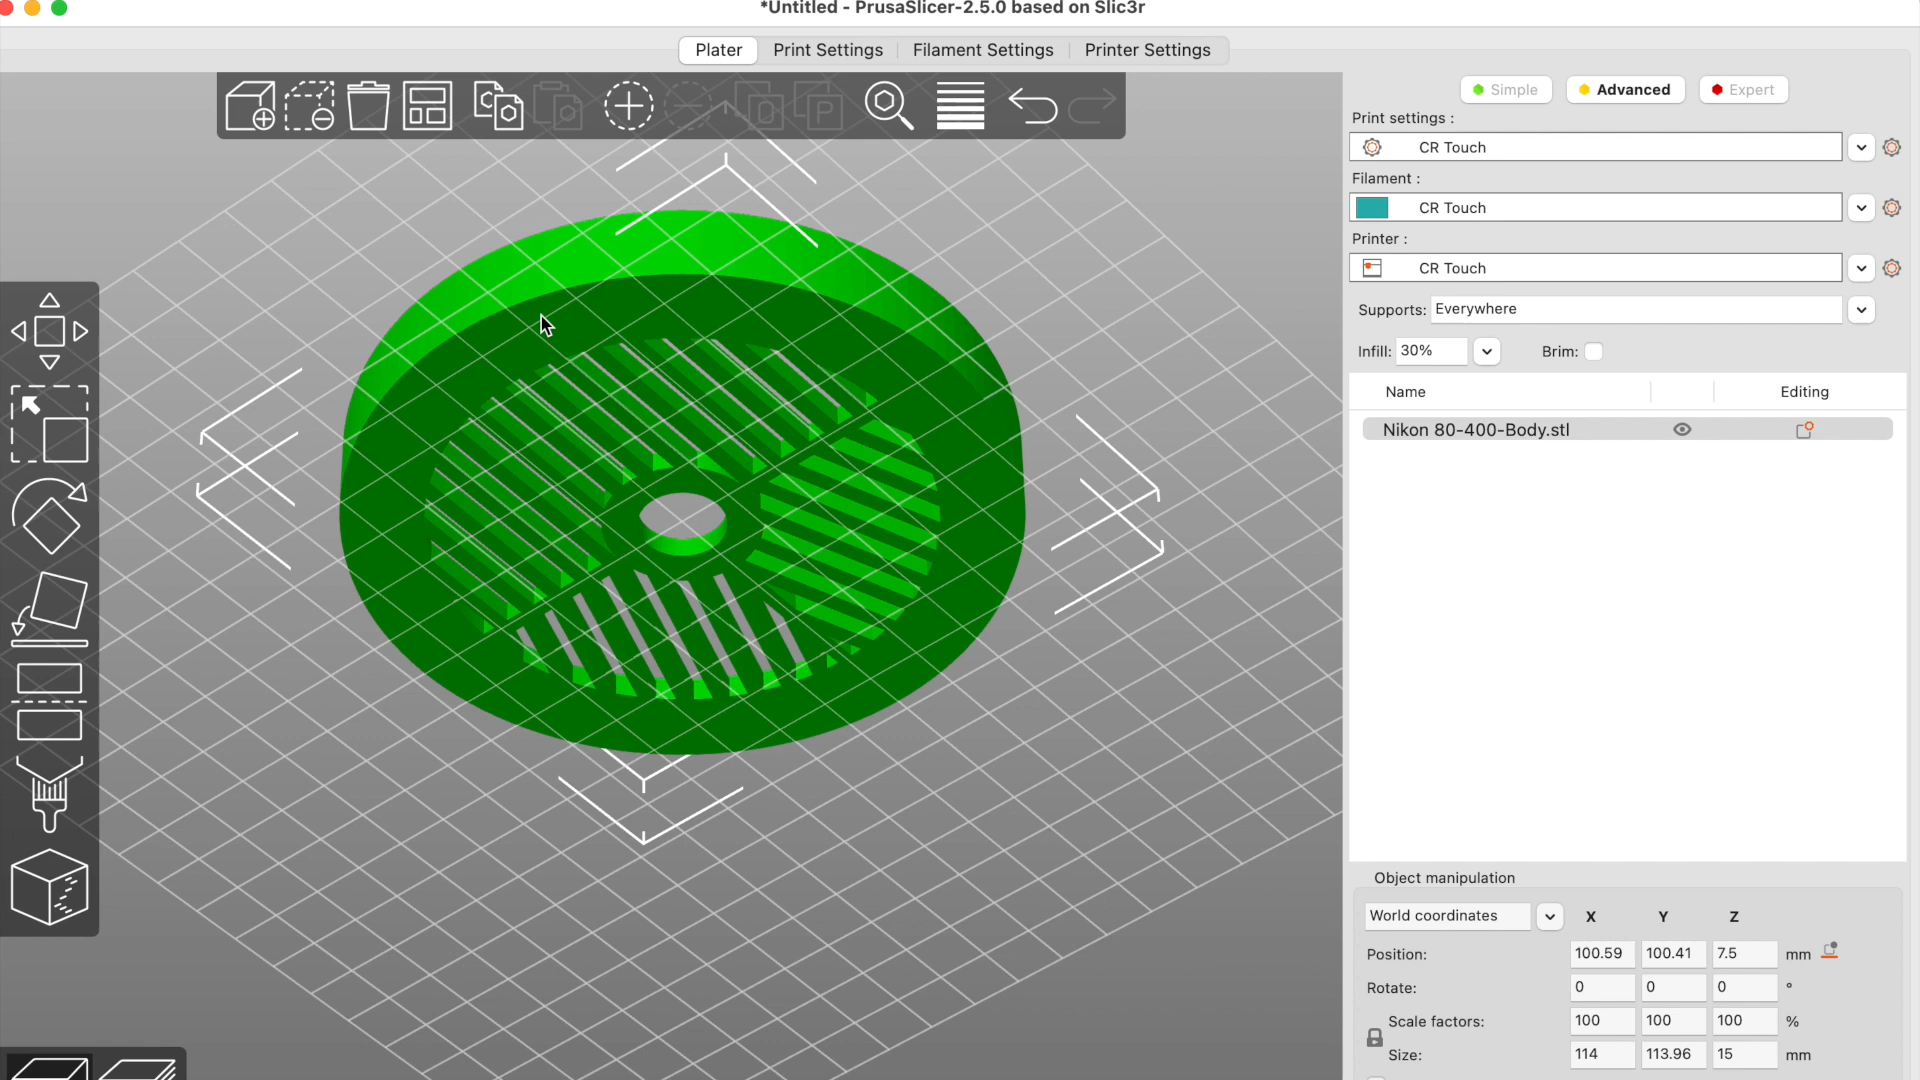 *Untitled - PrusaSlicer-2.5.0 based on Slic3r
Plater Print Settings Filament Settings Printer Settings
Simple Advanced Expert
Print settings :
CR Touch
Filament :
CR Touch
Printer :
CR Touch
Supports: Everywhere
Infill: 30% Brim:
Name Editing
Nikon 80-400-Body.stl
Object manipulation
World coordinates X Y Z
Position: 100.59 100.41 7.5 mm
Rotate: 0 0 0 °
Scale factors: 100 100 100 %
Size: 114 113.96 15 mm